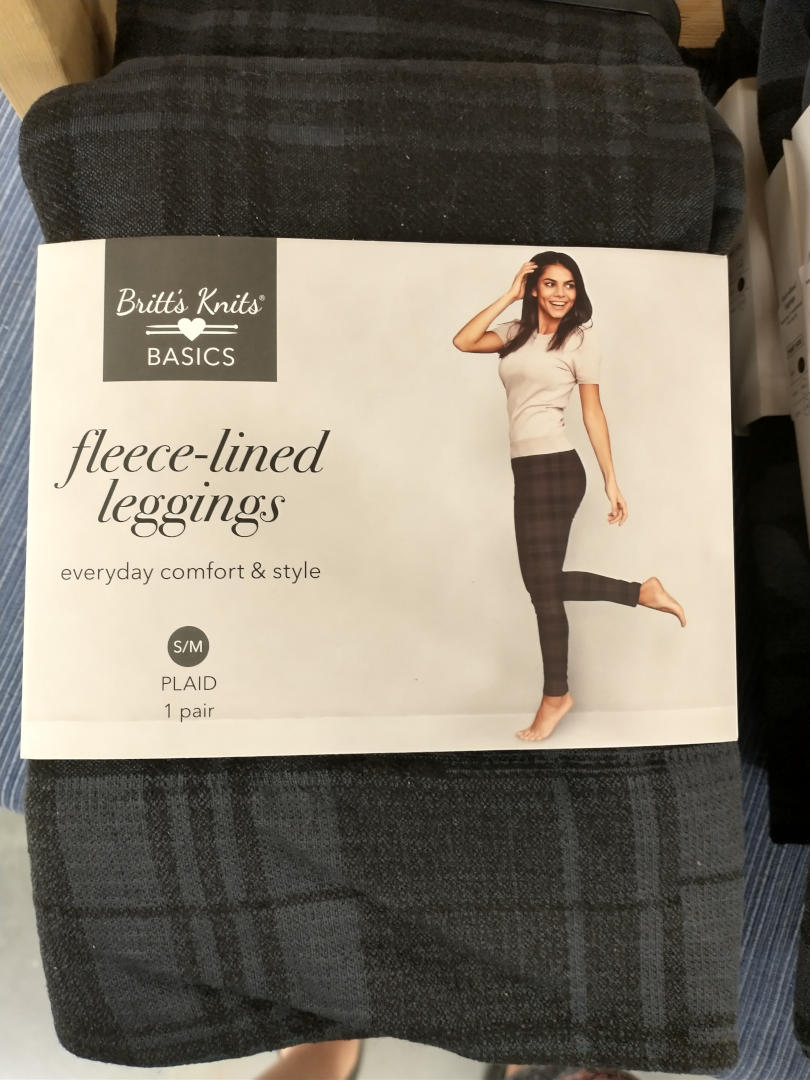 Britt's Knits®
BASICS
fleece-lined
leggings
everyday comfort & style
S/M
PLAID
1 pair